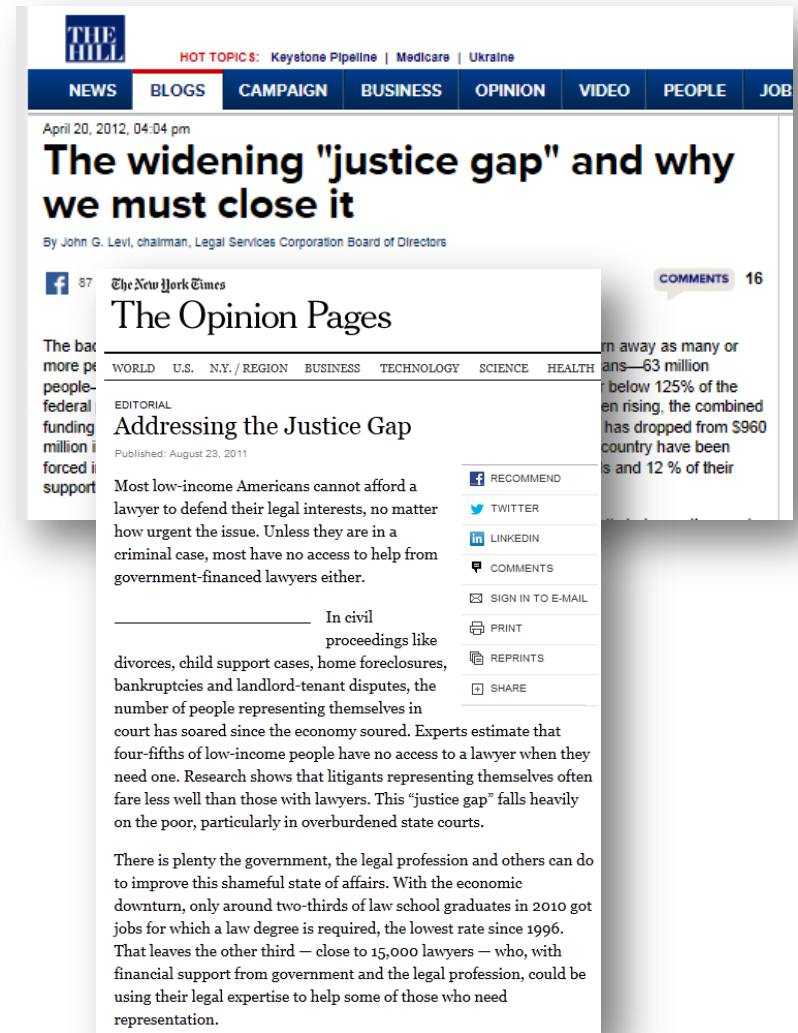 THE
HILL
HOT TOPICS: Keystone Pipeline | Medicare | Ukraine
NEWS BLOGS CAMPAIGN BUSINESS OPINION VIDEO PEOPLE JOB
April 20, 2012, 04:04 pm
The widening "justice gap" and why
we must close it
By John G. Levi, chairman, Legal Services Corporation Board of Directors
87
COMMENTS 16
The rn away as many or
more ans—63 million
people– below 125% of the
federal en rising, the combined
funding has dropped from $960
million country have been
forced s and 12 % of their
support
The New York Times
The Opinion Pages
WORLD U.S. N.Y. / REGION BUSINESS TECHNOLOGY SCIENCE HEALTH
EDITORIAL
Addressing the Justice Gap
Published: August 23, 2011
Most low-income Americans cannot afford a
lawyer to defend their legal interests, no matter
how urgent the issue. Unless they are in a
criminal case, most have no access to help from
government-financed lawyers either.
RECOMMEND
TWITTER
LINKEDIN
COMMENTS
SIGN IN TO E-MAIL
PRINT
REPRINTS
SHARE
In civil
proceedings like
divorces, child support cases, home foreclosures,
bankruptcies and landlord-tenant disputes, the
number of people representing themselves in
court has soared since the economy soured. Experts estimate that
four-fifths of low-income people have no access to a lawyer when they
need one. Research shows that litigants representing themselves often
fare less well than those with lawyers. This “justice gap” falls heavily
on the poor, particularly in overburdened state courts.
There is plenty the government, the legal profession and others can do
to improve this shameful state of affairs. With the economic
downturn, only around two-thirds of law school graduates in 2010 got
jobs for which a law degree is required, the lowest rate since 1996.
That leaves the other third — close to 15,000 lawyers — who, with
financial support from government and the legal profession, could be
using their legal expertise to help some of those who need
representation.